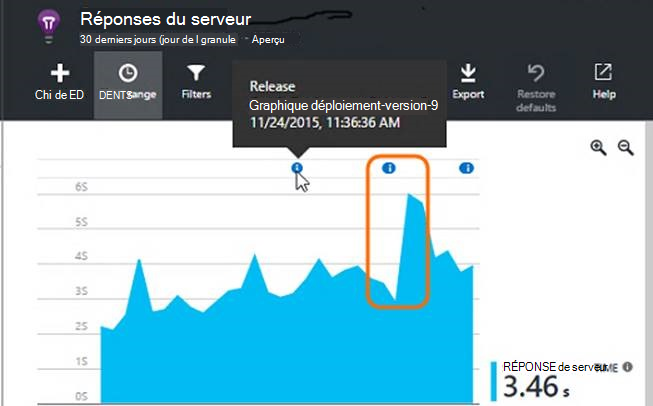 Réponses du serveur
30 derniers jours (jour de l granule - Aperçu
Chi de ED
DENTS ange
Filters
Export
Restore defaults
Help
Release
Graphique déploiement-version-9
11/24/2015, 11:36:36 AM
6S
5S
4S
3S
2S
1S
0S
RÉPONSE de serveur
3.46 s